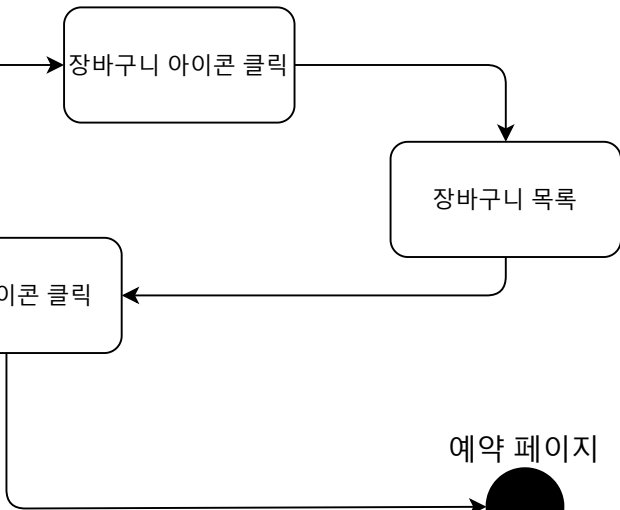 장바구니 아이콘 클릭
장바구니 목록
이콘 클릭
예약 페이지